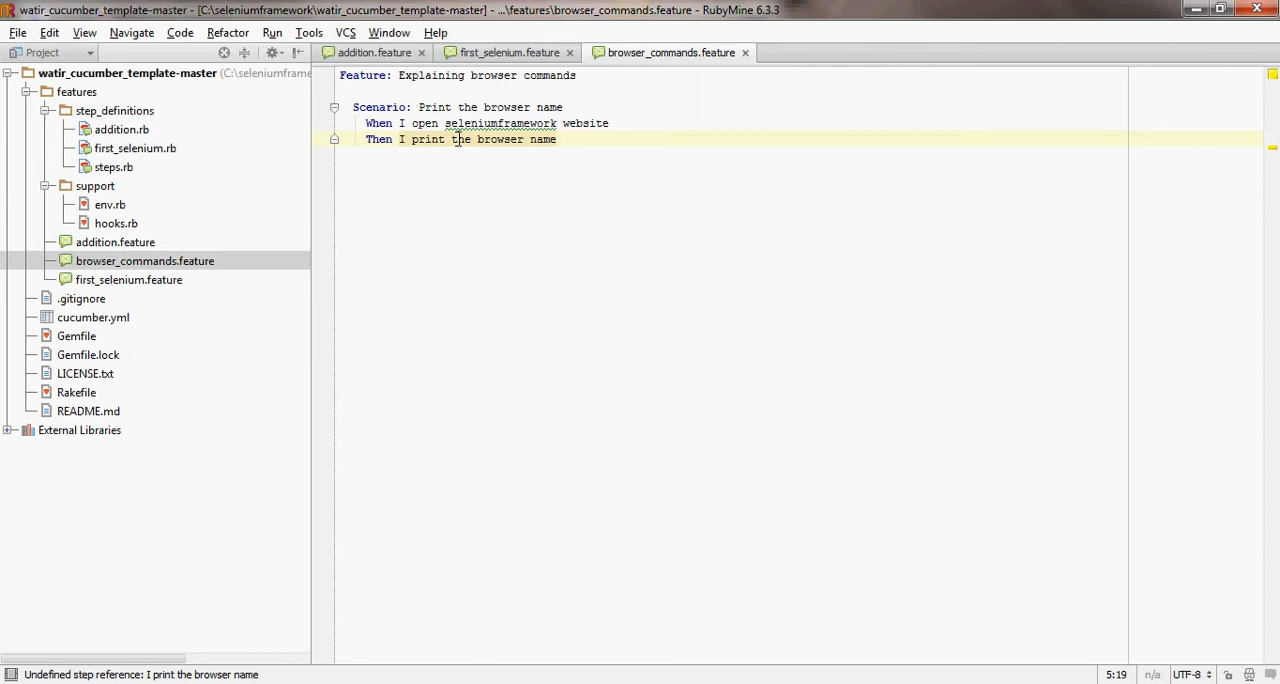 watir_cucumber_template-master - [C:\seleniumframework\watir_cucumber_template-master] - ...\features\browser_commands.feature - RubyMine 6.3.3
File Edit View Navigate Code Refactor Run Tools VCS Window Help
Project
addition.feature first_selenium.feature browser_commands.feature
watir_cucumber_template-master (C:\seleniumframe
features
step_definitions
addition.rb
first_selenium.rb
steps.rb
support
env.rb
hooks.rb
addition.feature
browser_commands.feature
first_selenium.feature
.gitignore
cucumber.yml
Gemfile
Gemfile.lock
LICENSE.txt
Rakefile
README.md
External Libraries
Feature: Explaining browser commands
Scenario: Print the browser name
When I open seleniumframework website
Then I print the browser name
Undefined step reference: I print the browser name
5:19 n/a UTF-8